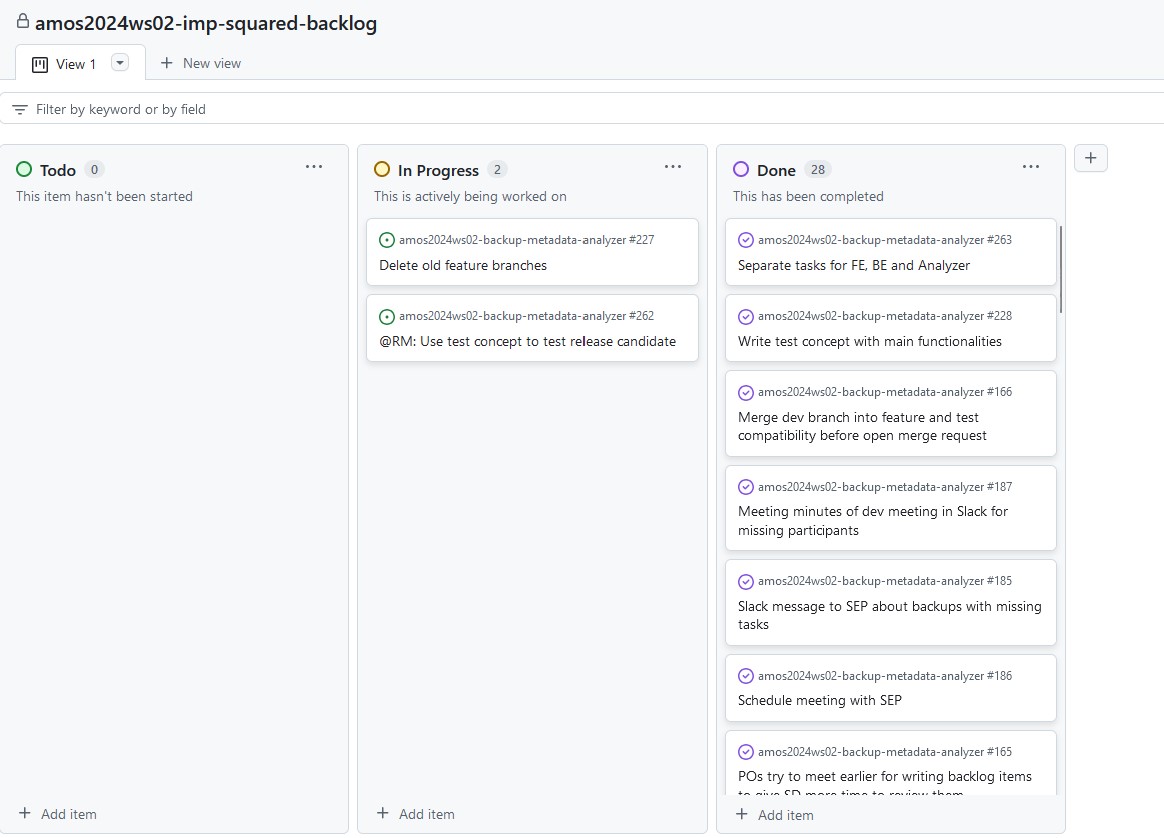 amos2024ws02-imp-squared-backlog
View 1
New view
Filter by keyword or by field
Todo 0
This item hasn't been started
Add item
In Progress 2
This is actively being worked on
amos2024ws02-backup-metadata-analyzer #227
Delete old feature branches
amos2024ws02-backup-metadata-analyzer #262
@RM: Use test concept to test release candidate
Add item
Done 28
This has been completed
amos2024ws02-backup-metadata-analyzer #263
Separate tasks for FE, BE and Analyzer
amos2024ws02-backup-metadata-analyzer #228
Write test concept with main functionalities
amos2024ws02-backup-metadata-analyzer #166
Merge dev branch into feature and test
compatibility before open merge request
amos2024ws02-backup-metadata-analyzer #187
Meeting minutes of dev meeting in Slack for
missing participants
amos2024ws02-backup-metadata-analyzer #185
Slack message to SEP about backups with missing
tasks
amos2024ws02-backup-metadata-analyzer #186
Schedule meeting with SEP
amos2024ws02-backup-metadata-analyzer #165
POs try to meet earlier for writing backlog items
to give SD more time to review them
Add item